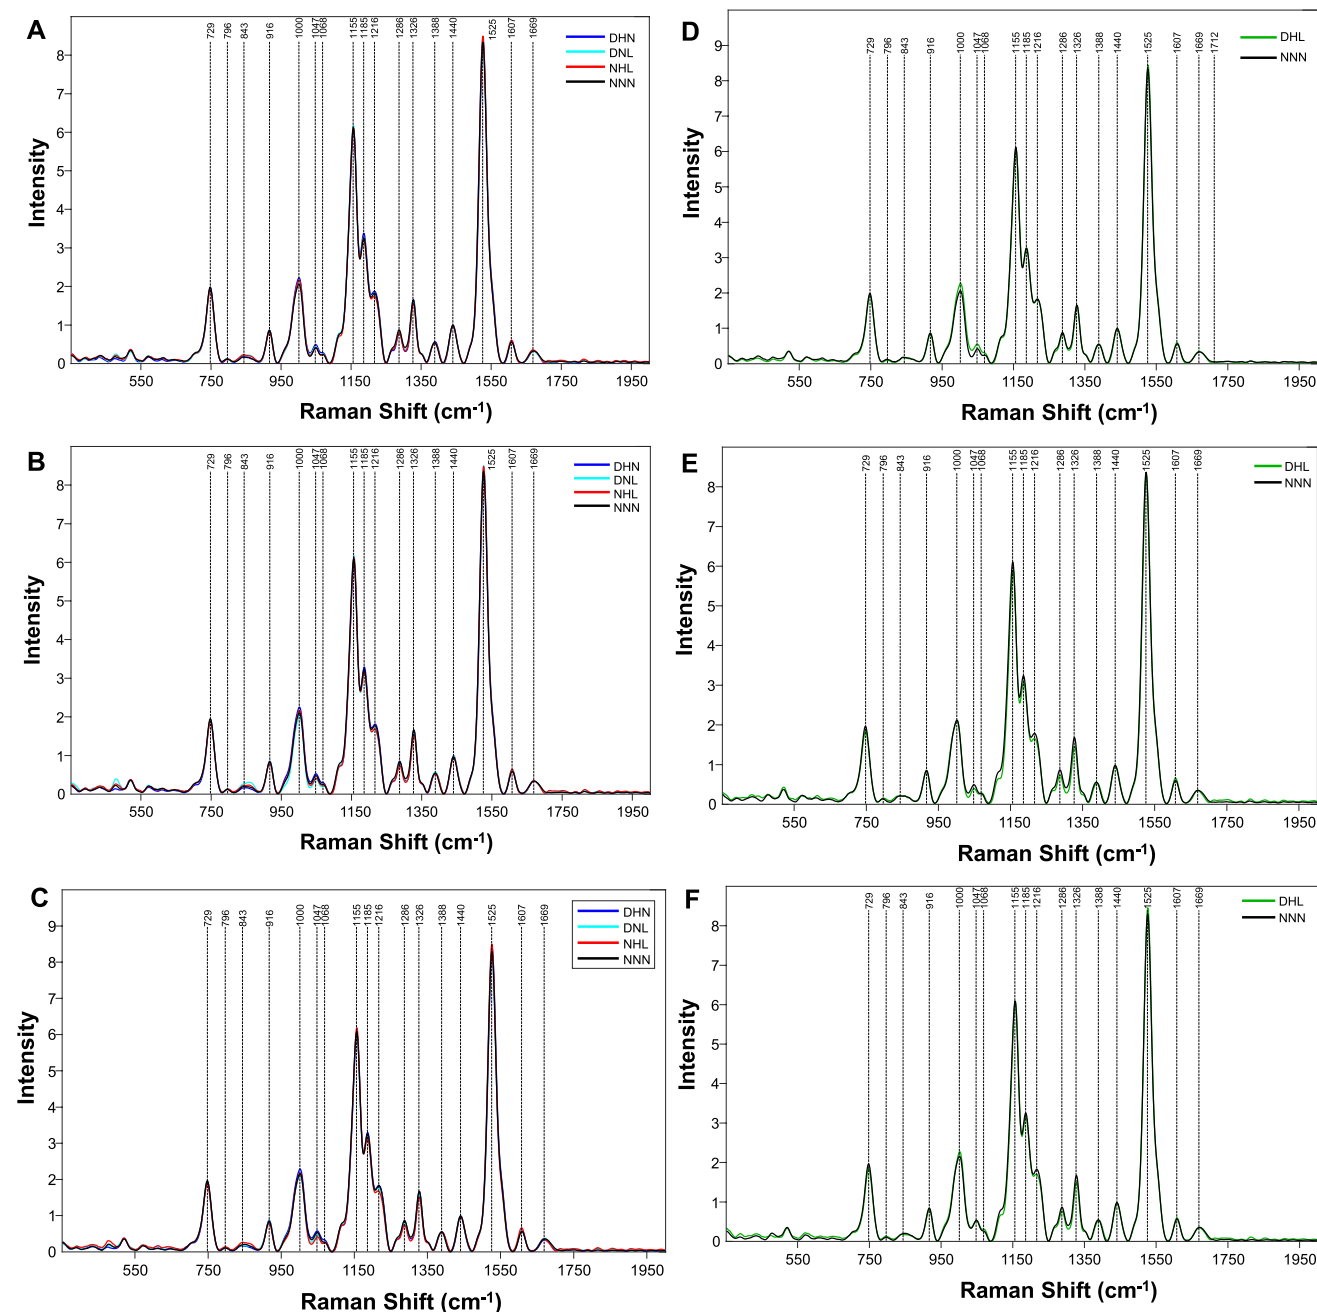 A
729 796 843 916 1000 1047 1068 1155 1185 1216 1286 1326 1388 1440 1525 1607 1669
DHN
DNL
NHL
NNN
Intensity
8
7
6
5
4
3
2
1
0
550 750 950 1150 1350 1550 1750 1950
Raman Shift (cm-1)
B
729 796 843 916 1000 1047 1068 1155 1185 1216 1286 1326 1388 1440 1525 1607 1669
DHN
DNL
NHL
NNN
Intensity
8
7
6
5
4
3
2
1
0
550 750 950 1150 1350 1550 1750 1950
Raman Shift (cm-1)
C
729 796 843 916 1000 1047 1068 1155 1185 1216 1286 1326 1388 1440 1525 1607 1669
DHN
DNL
NHL
NNN
Intensity
9
8
7
6
5
4
3
2
1
0
550 750 950 1150 1350 1550 1750 1950
Raman Shift (cm-1)
D
729 796 843 916 1000 1047 1068 1155 1185 1216 1286 1326 1388 1440 1525 1607 1669 1712
DHL
NNN
Intensity
9
8
7
6
5
4
3
2
1
0
550 750 950 1150 1350 1550 1750 1950
Raman Shift (cm-1)
E
729 796 843 916 1000 1047 1068 1155 1185 1216 1286 1326 1388 1440 1525 1607 1669
DHL
NNN
Intensity
8
7
6
5
4
3
2
1
0
550 750 950 1150 1350 1550 1750 1950
Raman Shift (cm-1)
F
729 796 843 916 1000 1047 1068 1155 1185 1216 1286 1326 1388 1440 1525 1607 1669
DHL
NNN
Intensity
8
7
6
5
4
3
2
1
0
550 750 950 1150 1350 1550 1750 1950
Raman Shift (cm-1)